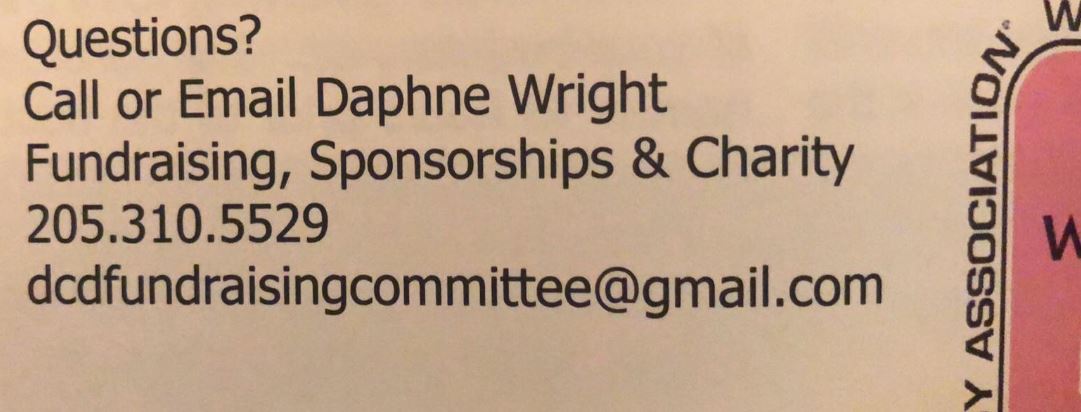 Questions?
Call or Email Daphne Wright
Fundraising, Sponsorships & Charity
205.310.5529
dcdfundraisingcommittee@gmail.com
Y ASSOCIATION
W
W